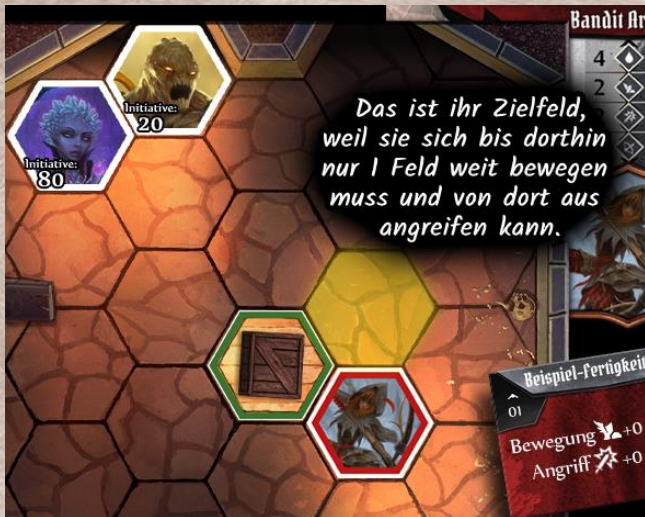 Bandit Ar
4
2
Initiative:
20
Initiative:
80
Das ist ihr Zielfeld,
weil sie sich bis dorthin
nur 1 Feld weit bewegen
muss und von dort aus
angreifen kann.
Beispiel-Fertigkeit
01
Bewegung +0
Angriff +0